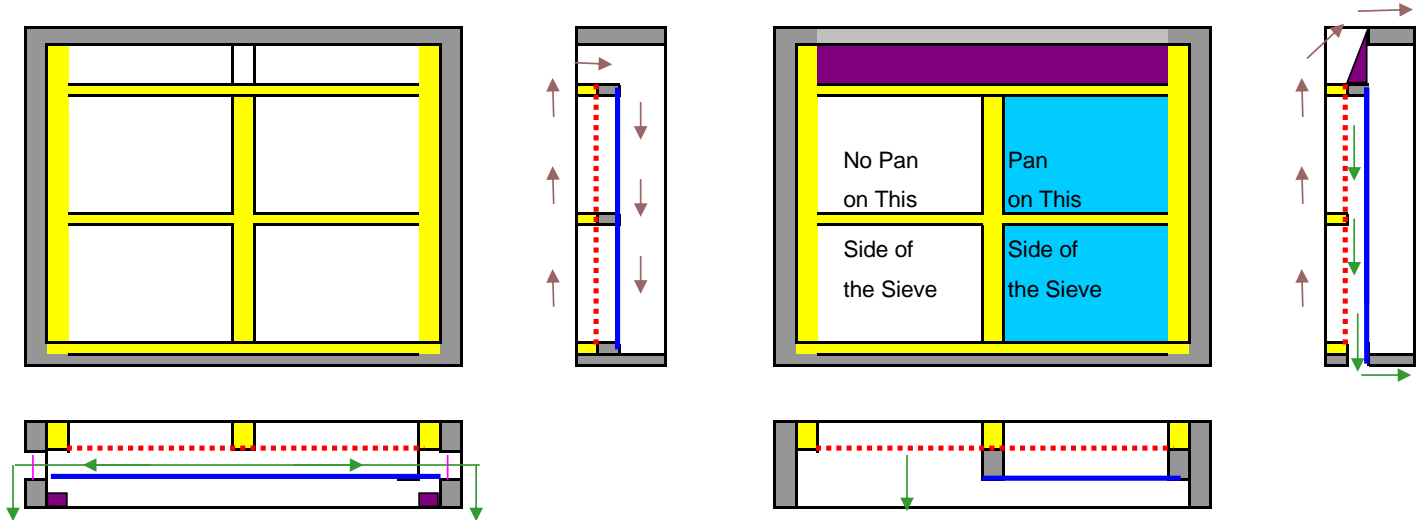 No Pan
on This
Side of
the Sieve
Pan
on This
Side of
the Sieve